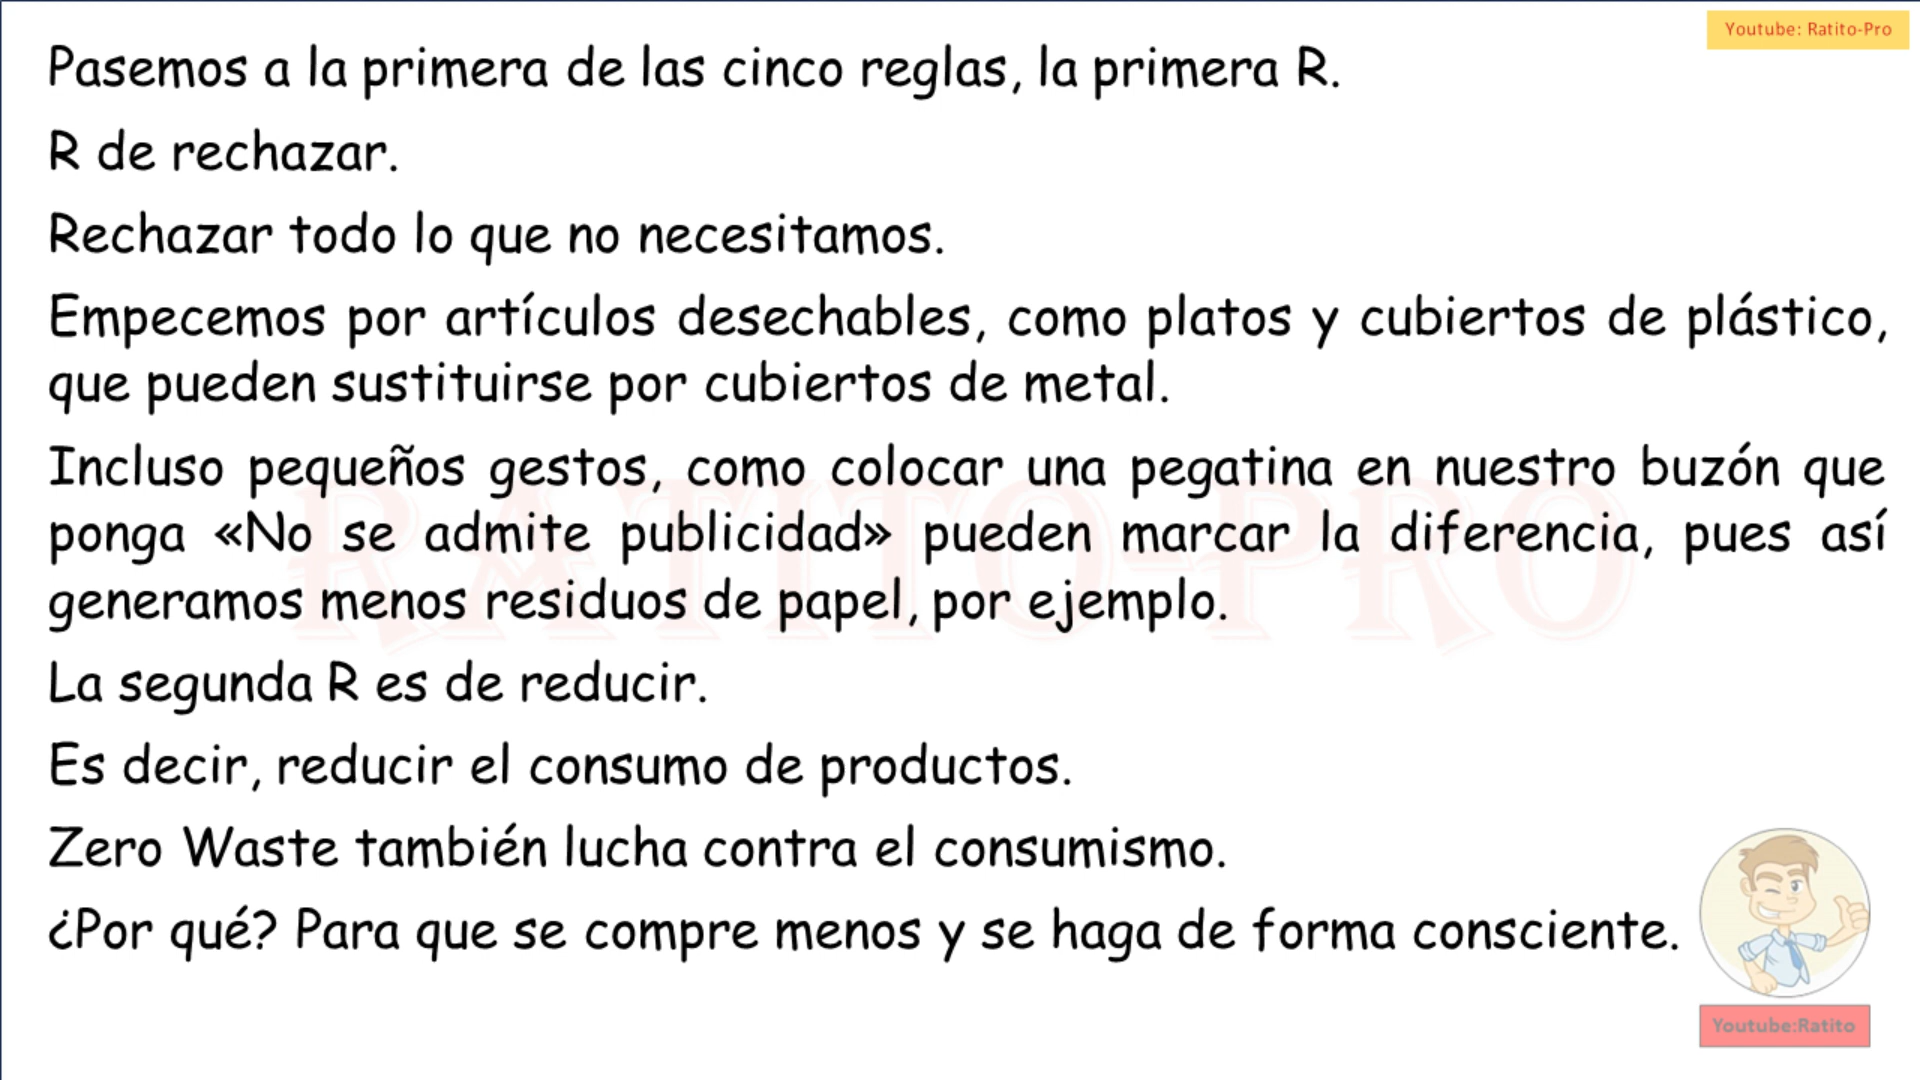 Youtube: Ratito-Pro
Pasemos a la primera de las cinco reglas, la primera R.
R de rechazar.
Rechazar todo lo que no necesitamos.
Empecemos por artículos desechables, como platos y cubiertos de plástico,
que pueden sustituirse por cubiertos de metal.
Incluso pequeños gestos, como colocar una pegatina en nuestro buzón que
ponga «No se admite publicidad» pueden marcar la diferencia, pues así
generamos menos residuos de papel, por ejemplo.
RATITO-PRO
La segunda R es de reducir.
Es decir, reducir el consumo de productos.
Zero Waste también lucha contra el consumismo.
¿Por qué? Para que se compre menos y se haga de forma consciente.
Youtube:Ratito